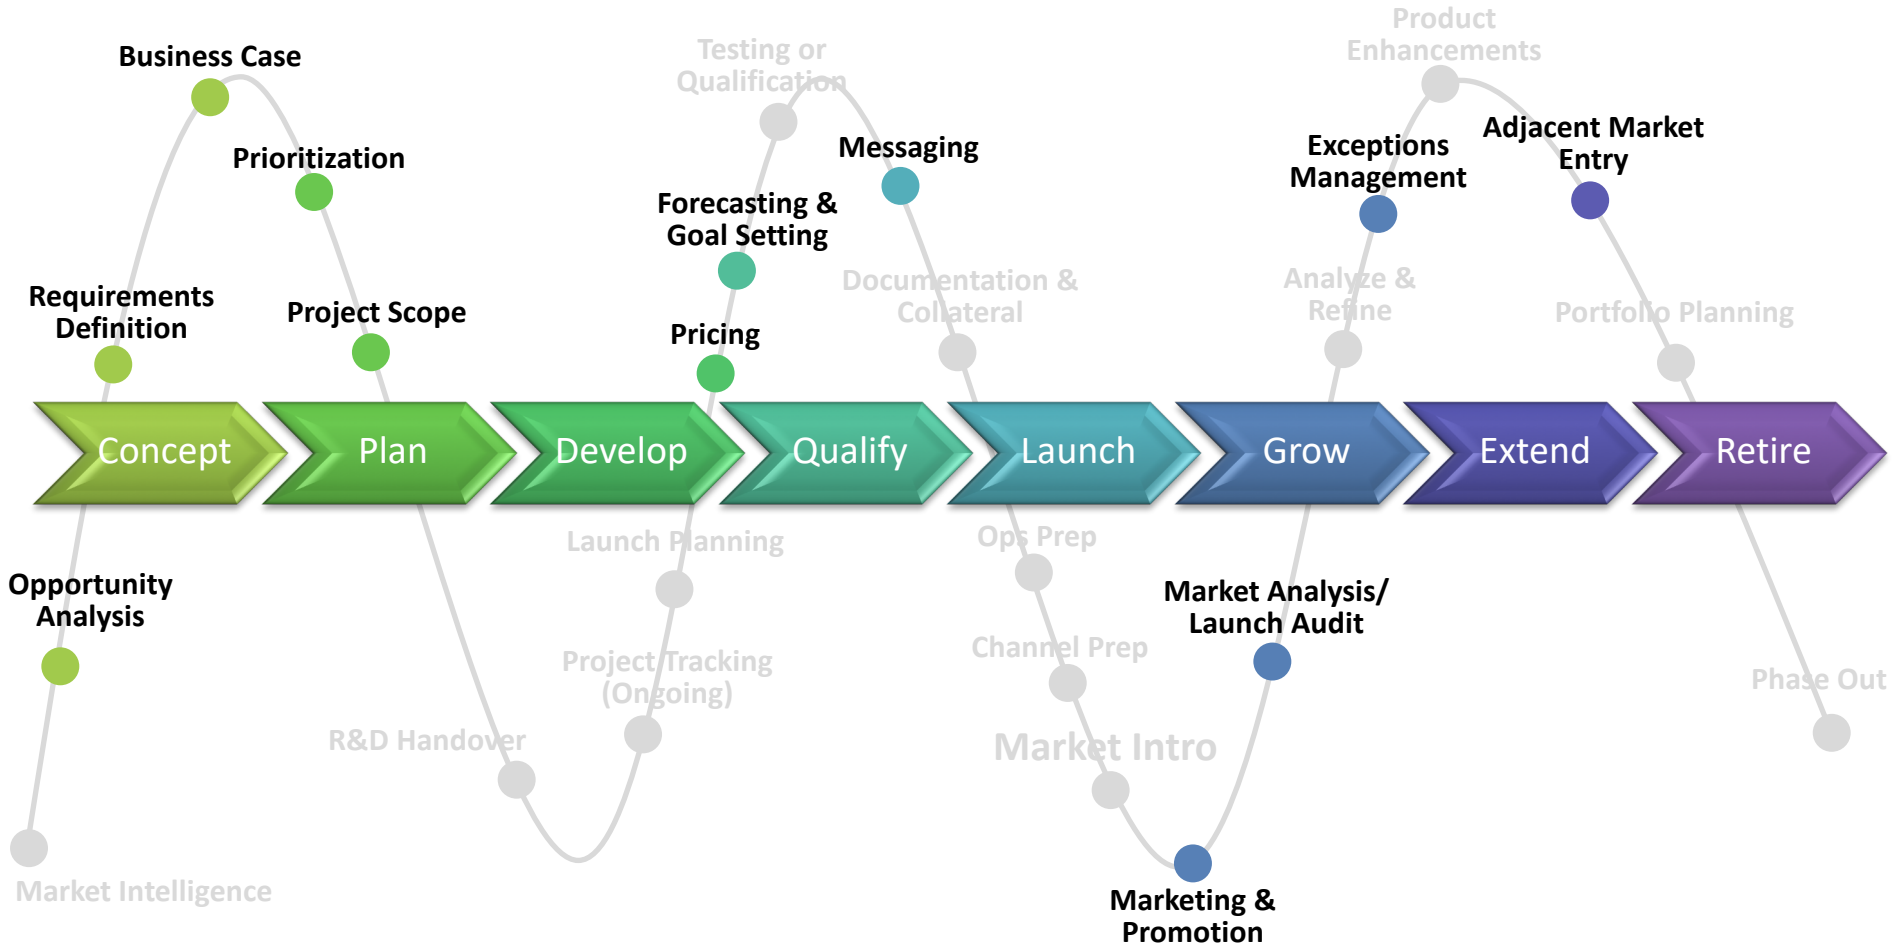 Product
Enhancements
Testing or
Qualification
Business Case
Prioritization
Messaging
Exceptions
Management
Adjacent Market
Entry
Forecasting &
Goal Setting
Requirements
Definition
Project Scope
Pricing
Documentation &
Collateral
Analyze &
Refine
Portfolio Planning
Concept
Plan
Develop
Qualify
Launch
Grow
Extend
Retire
Launch Planning
Ops Prep
Opportunity
Analysis
Market Analysis/
Launch Audit
Project Tracking
(Ongoing)
Channel Prep
Phase Out
R&D Handover
Market Intro
Market Intelligence
Marketing &
Promotion